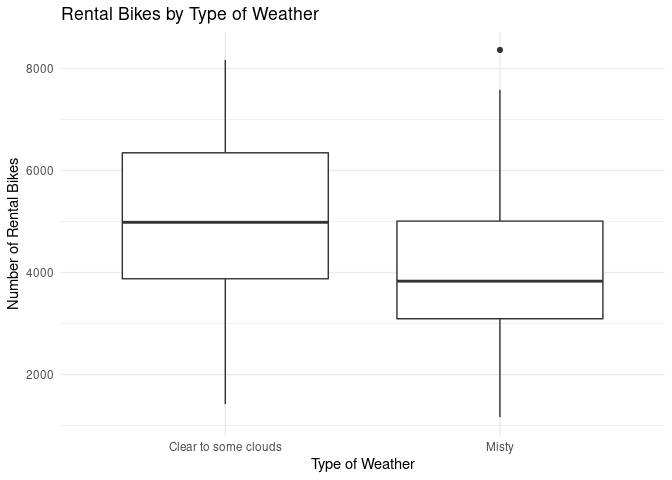 Rental Bikes by Type of Weather
Number of Rental Bikes
8000
6000
4000
2000
Clear to some clouds
Misty
Type of Weather